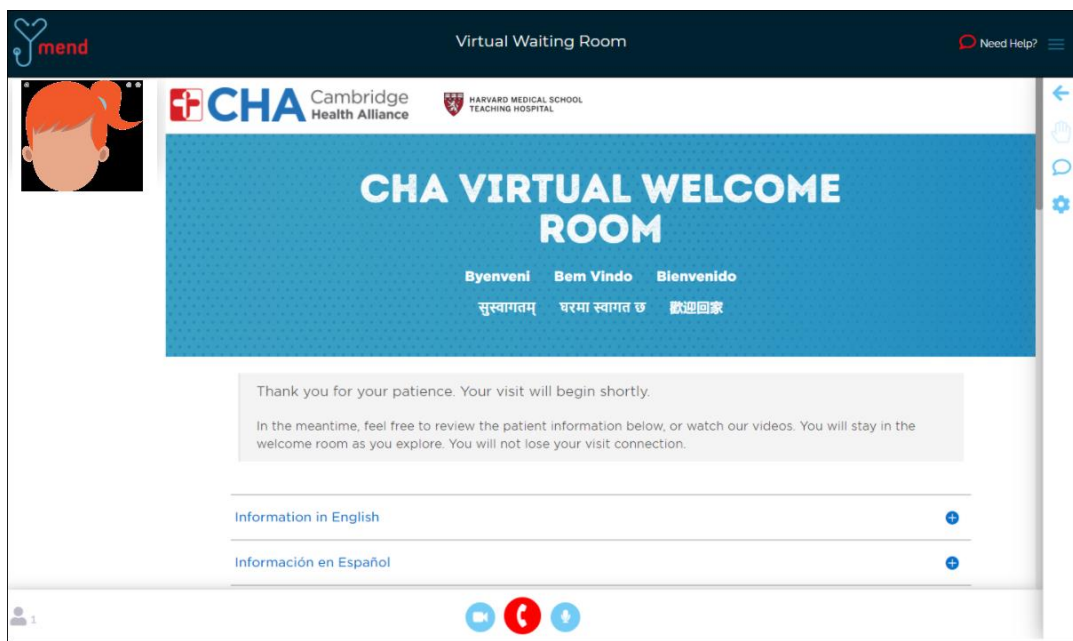 mend
Virtual Waiting Room
Need Help?
CHA Cambridge Health Alliance
HARVARD MEDICAL SCHOOL
TEACHING HOSPITAL
CHA VIRTUAL WELCOME
ROOM
Byenveni Bem Vindo Bienvenido
सुस्वागतम् घरमा स्वागत छ 歡迎回家
Thank you for your patience. Your visit will begin shortly.
In the meantime, feel free to review the patient information below, or watch our videos. You will stay in the
welcome room as you explore. You will not lose your visit connection.
Information in English
Información en Español
1